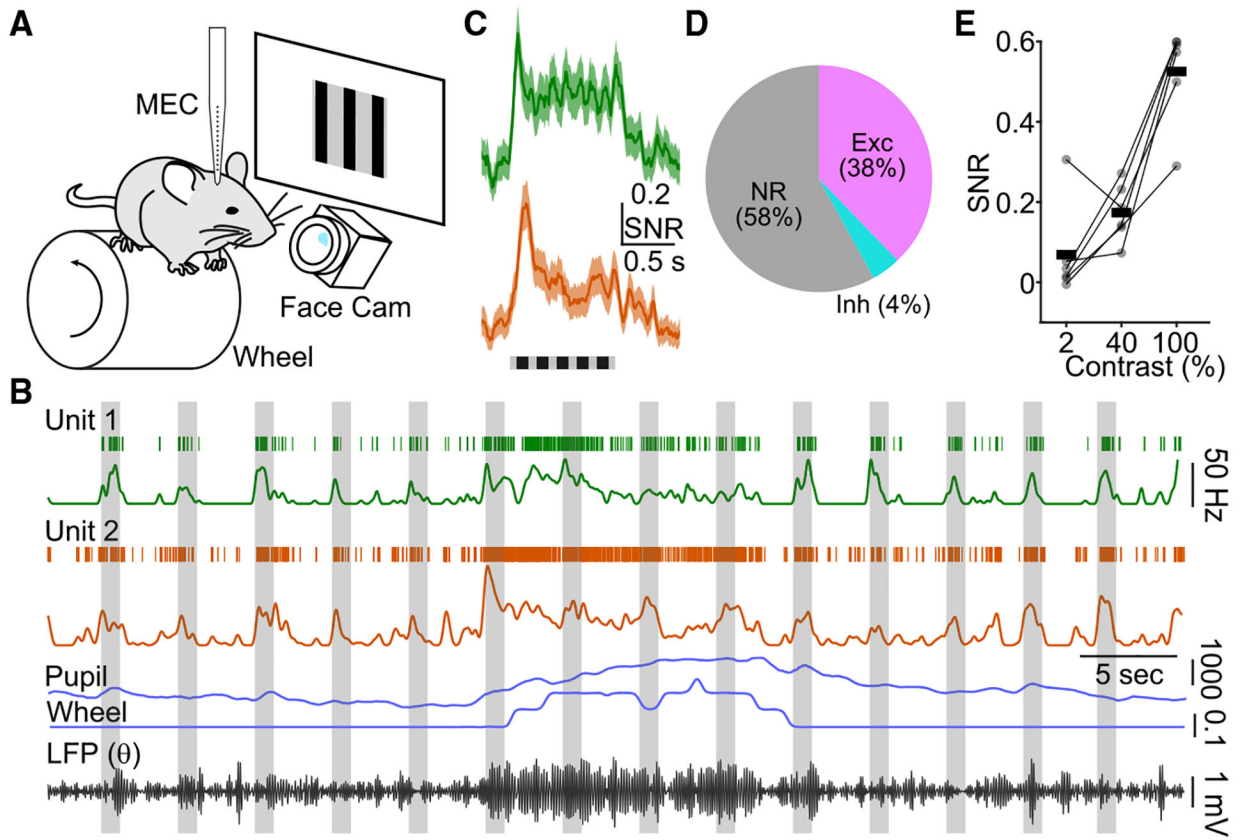 A
MEC
Face Cam
Wheel
C
0.2
SNR
0.5 s
D
Exc
(38%)
NR
(58%)
Inh (4%)
E
0.6
0.4
0.2
0
SNR
2 40 100
Contrast (%)
B
Unit 1
50 Hz
Unit 2
5 sec
Pupil
1000
Wheel
0.1
LFP (θ)
1 mV